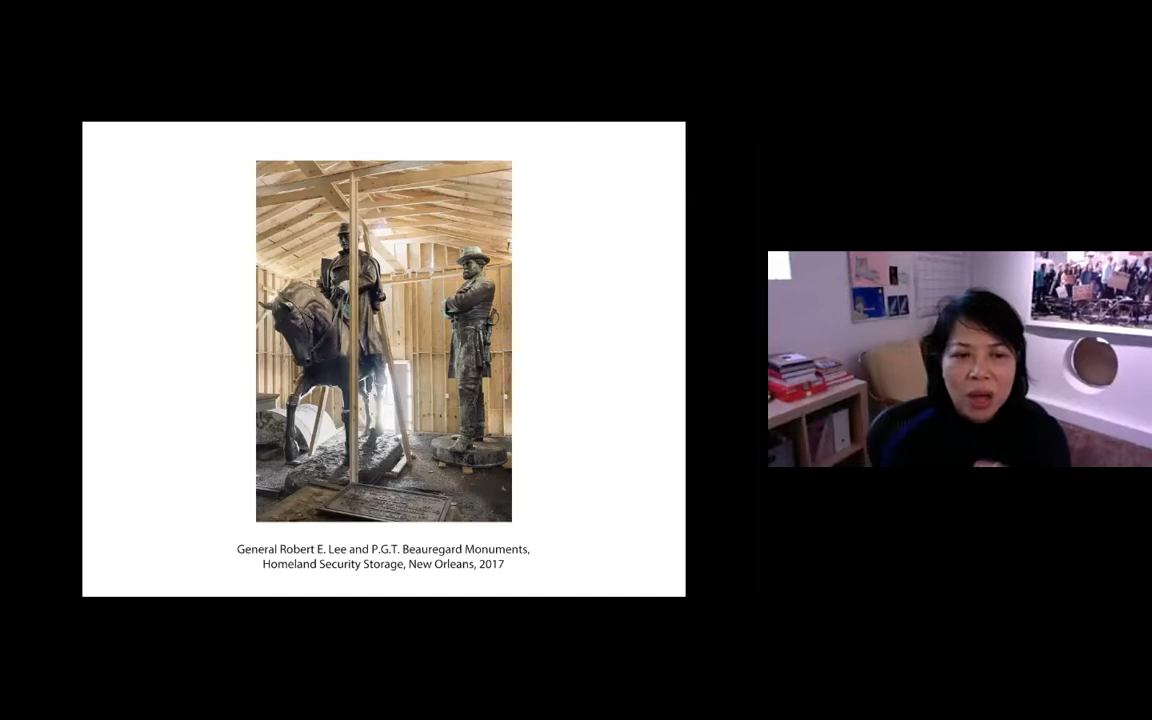 General Robert E. Lee and P.G.T. Beauregard Monuments,
Homeland Security Storage, New Orleans, 2017